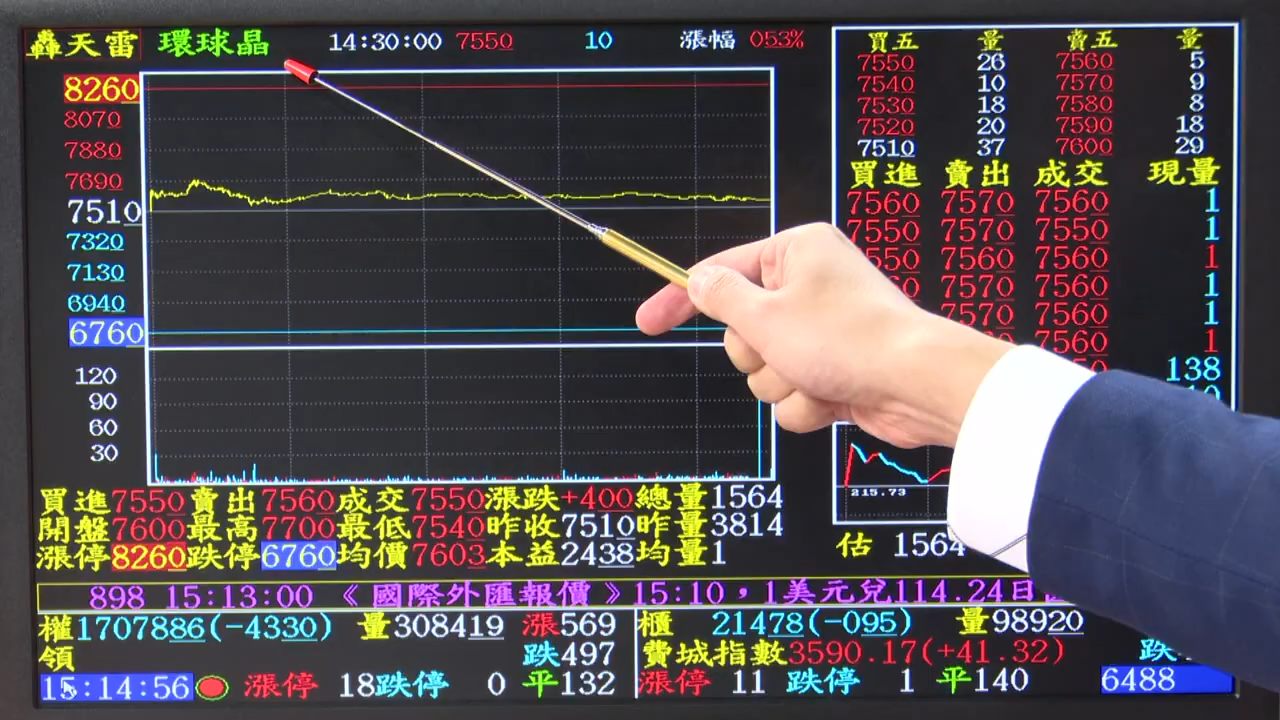 轟天雷 環球晶 14:30:00 7550 10 漲幅 053%
8260
8070
7880
7690
7510
7320
7130
6940
6760
120
90
60
30
買五 量 賣五 量
7550 26 7560 5
7540 10 7570 9
7530 18 7580 8
7520 20 7590 18
7510 37 7600 29
買進 賣出 成交 現量
7560 7570 7560 1
7550 7570 7550 1
7570 7560 1
7570 7570 1
7570 7560 1
7560 1
138
215.73
估 1564
買進7550賣出7560成交7550漲跌+400總量1564
開盤7600最高7700最低7540昨收7510昨量3814
漲停8260跌停6760均價7603本益2438均量1
898 15:13:00 《國際外匯報價》15:10，1美元兌114.24日
權1707886(-4330) 量308419 漲569
領 跌497
15:14:56 漲停 18跌停 0 平132
櫃 21478(-095) 量98920
費城指數3590.17(+41.32) 跌
漲停 11 跌停 1 平140 6488